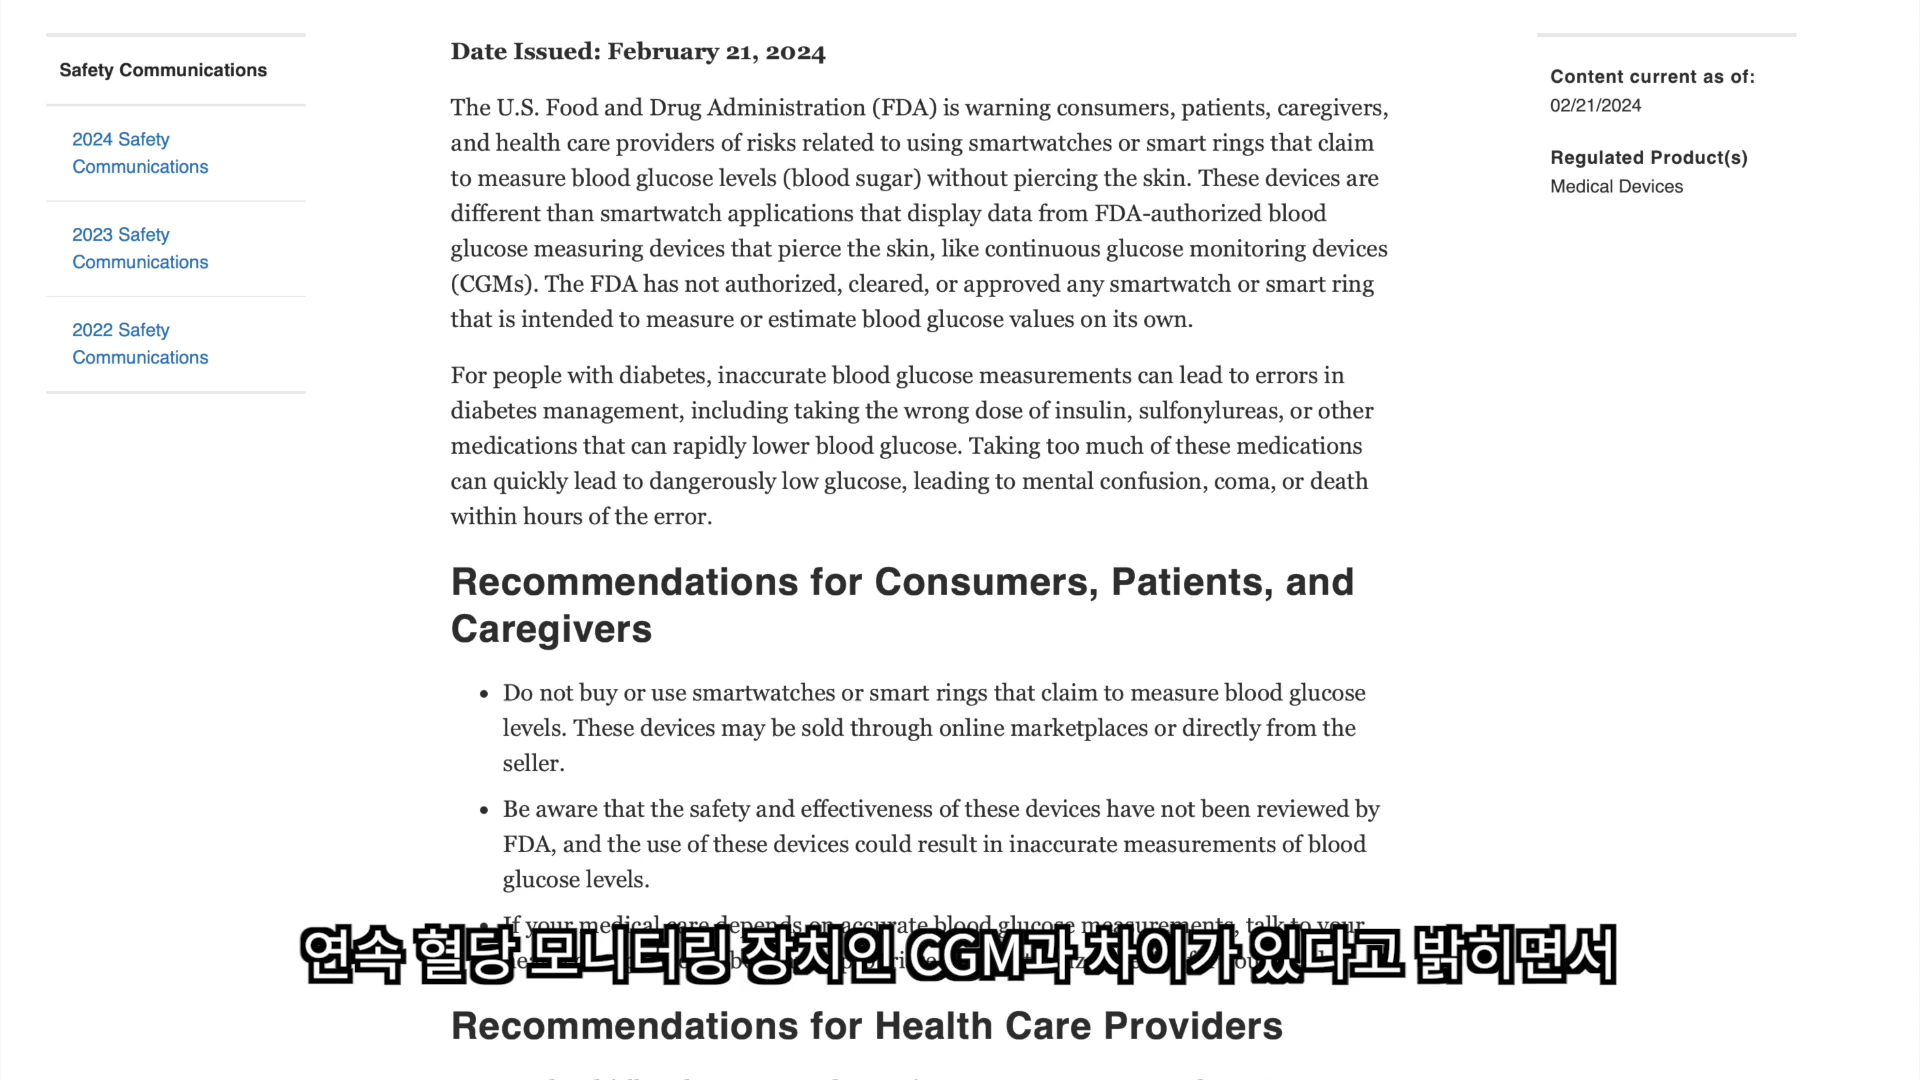 Safety Communications
2024 Safety
Communications
2023 Safety
Communications
2022 Safety
Communications
Date Issued: February 21, 2024
The U.S. Food and Drug Administration (FDA) is warning consumers, patients, caregivers,
and health care providers of risks related to using smartwatches or smart rings that claim
to measure blood glucose levels (blood sugar) without piercing the skin. These devices are
different than smartwatch applications that display data from FDA-authorized blood
glucose measuring devices that pierce the skin, like continuous glucose monitoring devices
(CGMs). The FDA has not authorized, cleared, or approved any smartwatch or smart ring
that is intended to measure or estimate blood glucose values on its own.
For people with diabetes, inaccurate blood glucose measurements can lead to errors in
diabetes management, including taking the wrong dose of insulin, sulfonylureas, or other
medications that can rapidly lower blood glucose. Taking too much of these medications
can quickly lead to dangerously low glucose, leading to mental confusion, coma, or death
within hours of the error.
Recommendations for Consumers, Patients, and
Caregivers
• Do not buy or use smartwatches or smart rings that claim to measure blood glucose
levels. These devices may be sold through online marketplaces or directly from the
seller.
• Be aware that the safety and effectiveness of these devices have not been reviewed by
FDA, and the use of these devices could result in inaccurate measurements of blood
glucose levels.
• If your medical care depends on accurate blood glucose measurements, talk to your
연속 혈당 모니터링 장치인 CGM과 차이가 있다고 밝히면서
Recommendations for Health Care Providers
Content current as of:
02/21/2024
Regulated Product(s)
Medical Devices